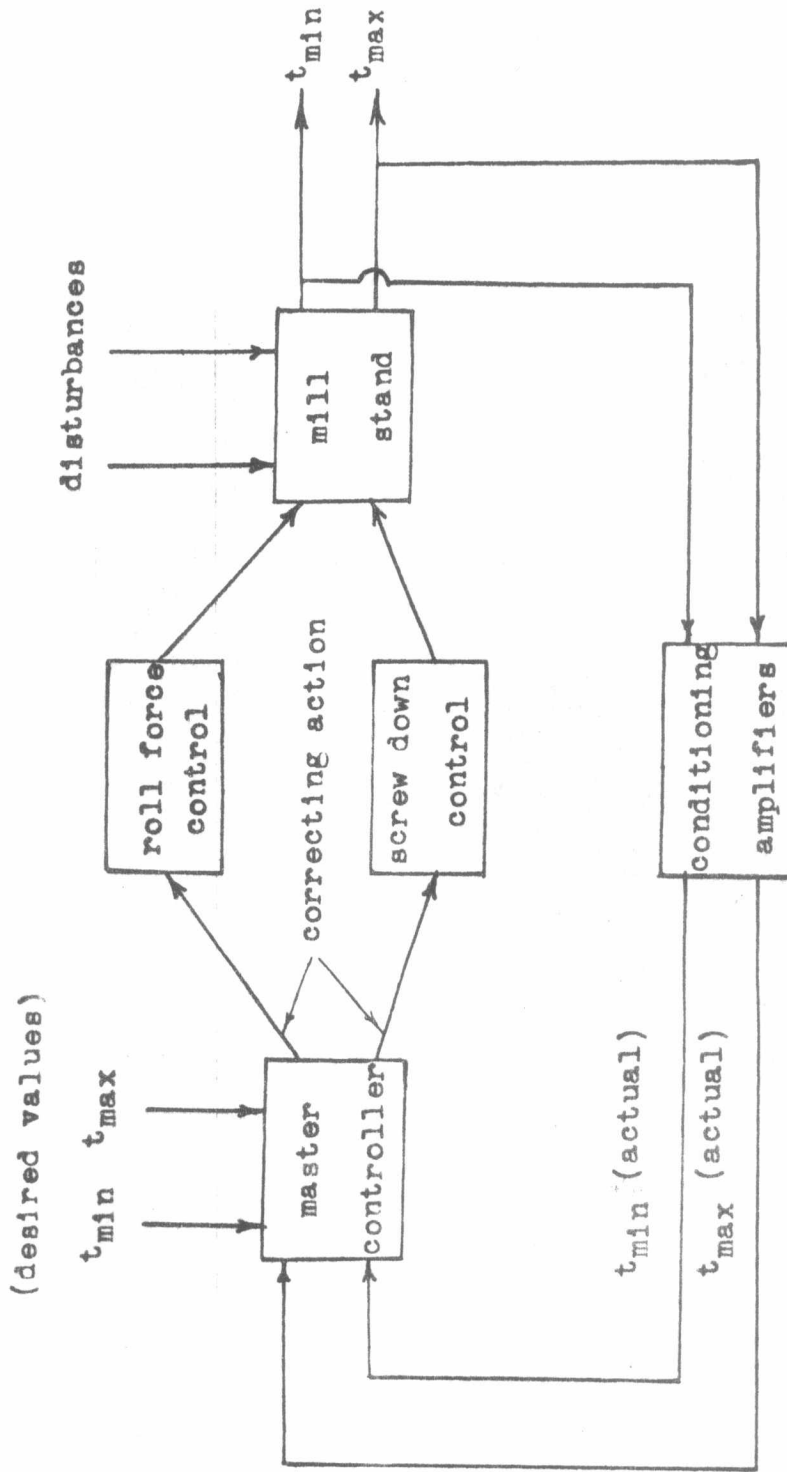 (desired values)
t_min t_max
master
controller
correcting action
roll force
control
screw down
control
disturbances
mill
stand
t_min
t_max
conditioning
amplifiers
t_min (actual)
t_max (actual)